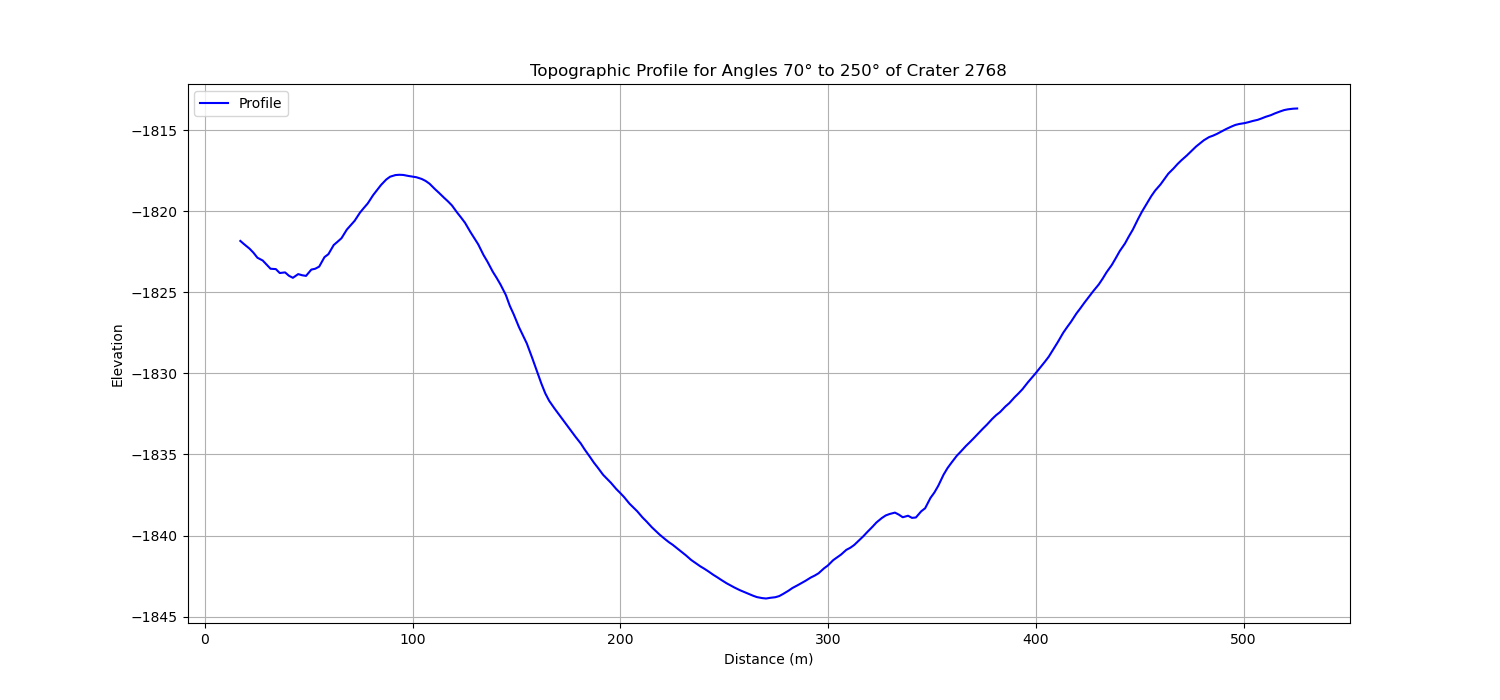 Topographic Profile for Angles 70° to 250° of Crater 2768
Profile
−1815
−1820
−1825
−1830
−1835
−1840
−1845
Elevation
0 100 200 300 400 500
Distance (m)